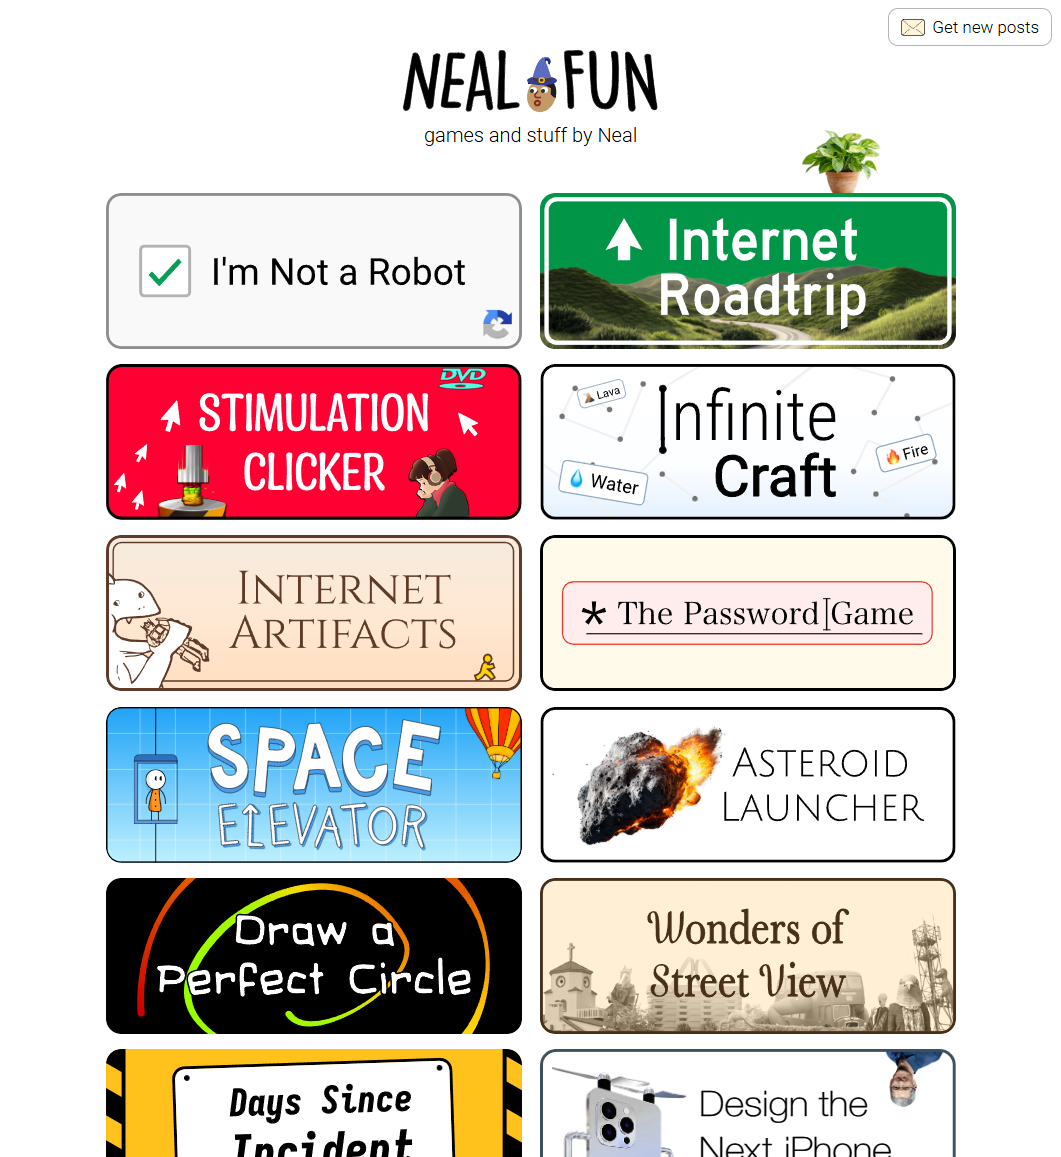 Get new posts
NEAL FUN
games and stuff by Neal
I'm Not a Robot
Internet
Roadtrip
DVD
STIMULATION
CLICKER
Lava
Infinite
Fire
Craft
Water
INTERNET
ARTIFACTS
* The Password Game
SPACE
ELEVATOR
ASTEROID
LAUNCHER
Draw a
Perfect Circle
Wonders of
Street View
Days Since
Incident
Design the
Next iPhone